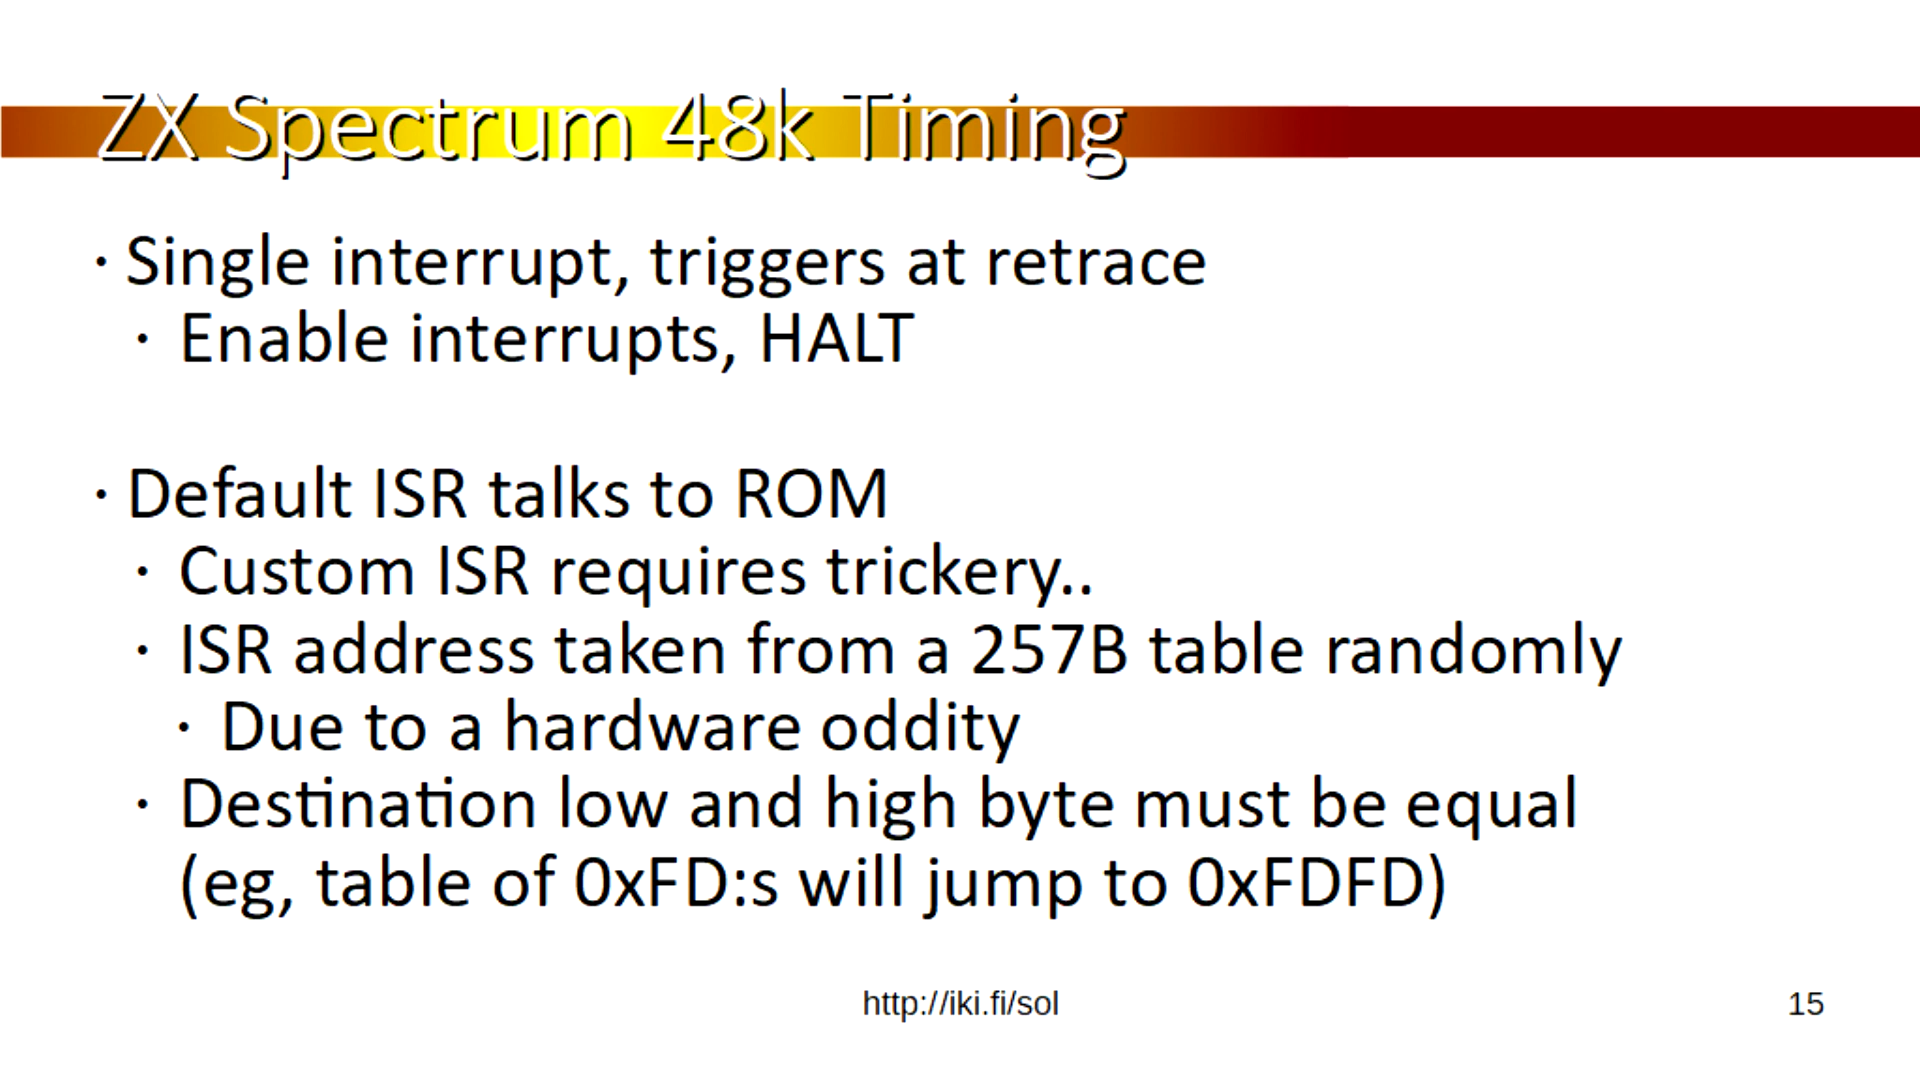 ZX Spectrum 48k Timing
· Single interrupt, triggers at retrace
· Enable interrupts, HALT
· Default ISR talks to ROM
· Custom ISR requires trickery..
· ISR address taken from a 257B table randomly
· Due to a hardware oddity
· Destination low and high byte must be equal
(eg, table of 0xFD:s will jump to 0xFDFD)
http://iki.fi/sol
15